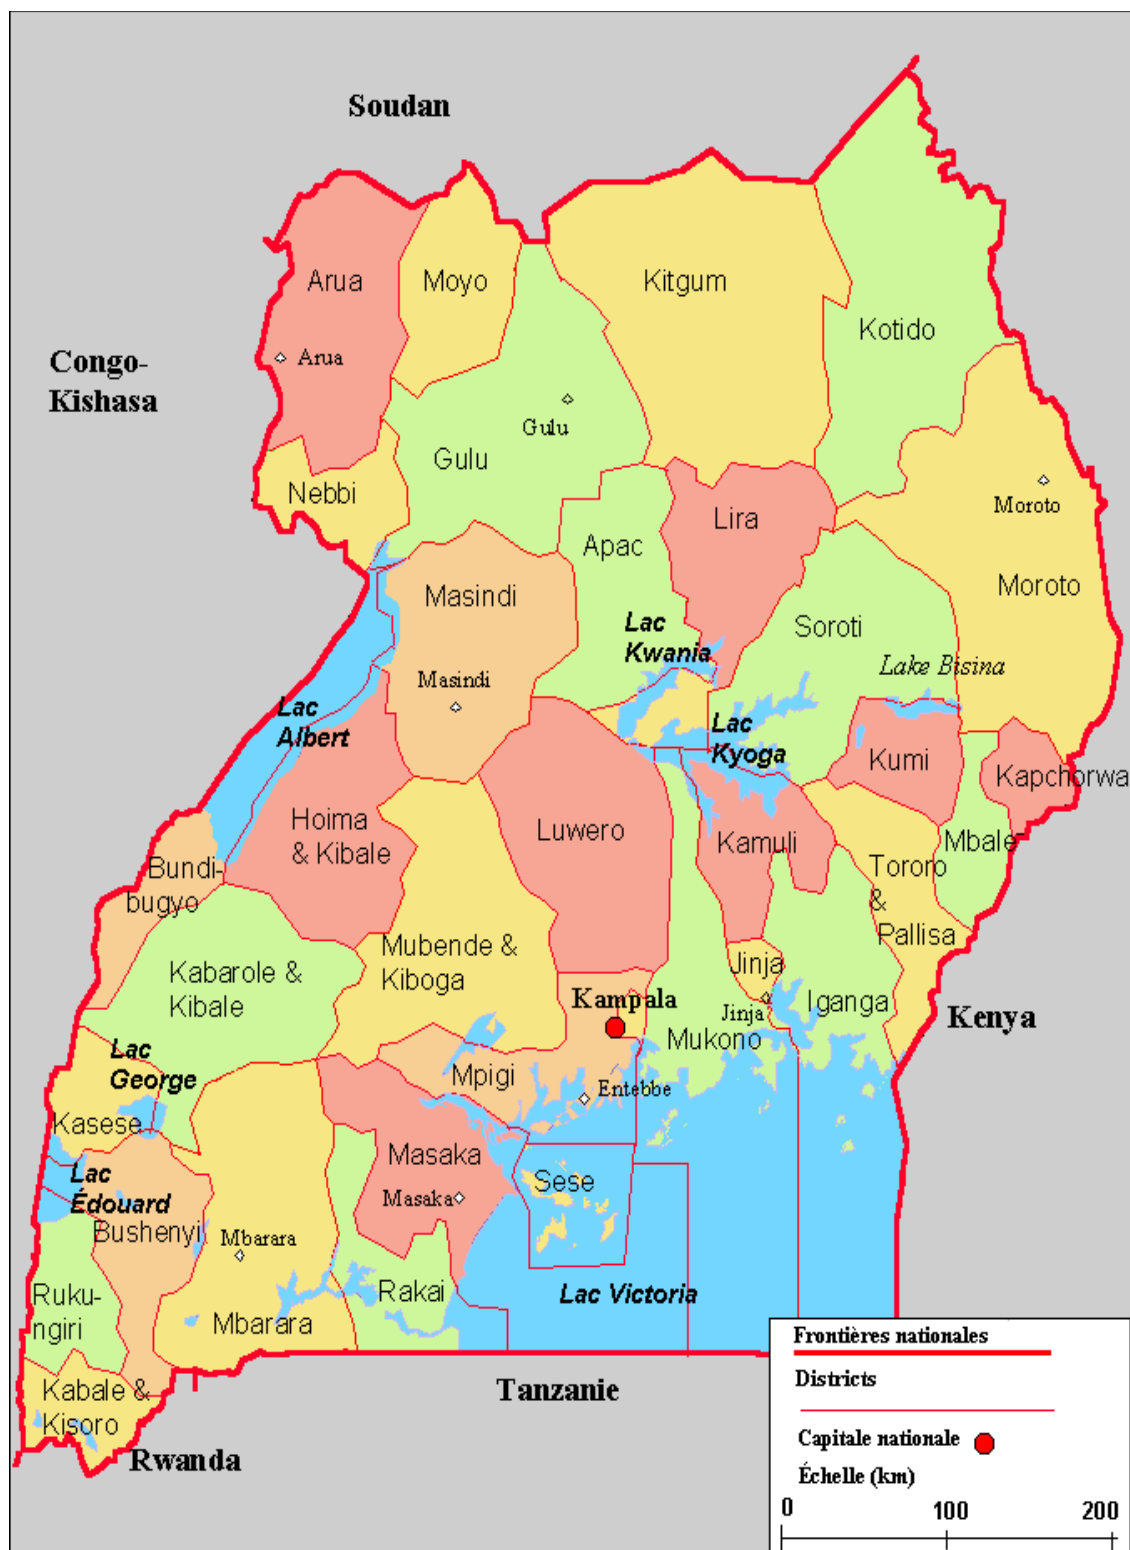 Soudan
Arua
Moyo
Kitgum
Kotido
Congo-
Kishasa
Arua
Gulu
Gulu
Nebbi
Lira
Moroto
Apac
Moroto
Masindi
Soroti
Lac
Kwania
Lake Bisina
Masindi
Lac
Albert
Lac
Kyoga
Kumi
Kapchorwa
Hoima
& Kibale
Luwero
Kamuli
Mbale
Bundi-
bugyo
Tororo
&
Pallisa
Mubende &
Kiboga
Kabarole &
Kibale
Jinja
Kampala
Jinja
Iganga
Kenya
Mukono
Lac
George
Mpigi
Entebbe
Kasese
Masaka
Lac
Édouard
Sese
Masaka
Bushenyi
Mbarara
Ruku-
ngiri
Rakai
Lac Victoria
Mbarara
Kabale &
Kisoro
Tanzanie
Rwanda
Frontières nationales
Districts
Capitale nationale
Échelle (km)
0 100 200